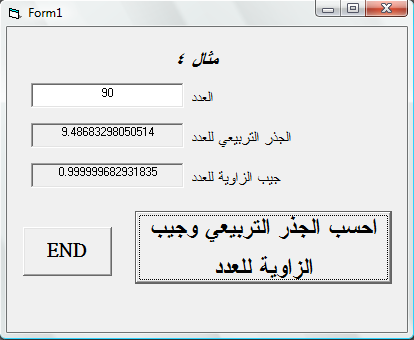 Form1
مثال ٤
العدد
90
الجذر التربيعي للعدد
9.48683298050514
جيب الزاوية للعدد
0.999999682931835
احسب الجذر التربيعي وجيب
الزاوية للعدد
END